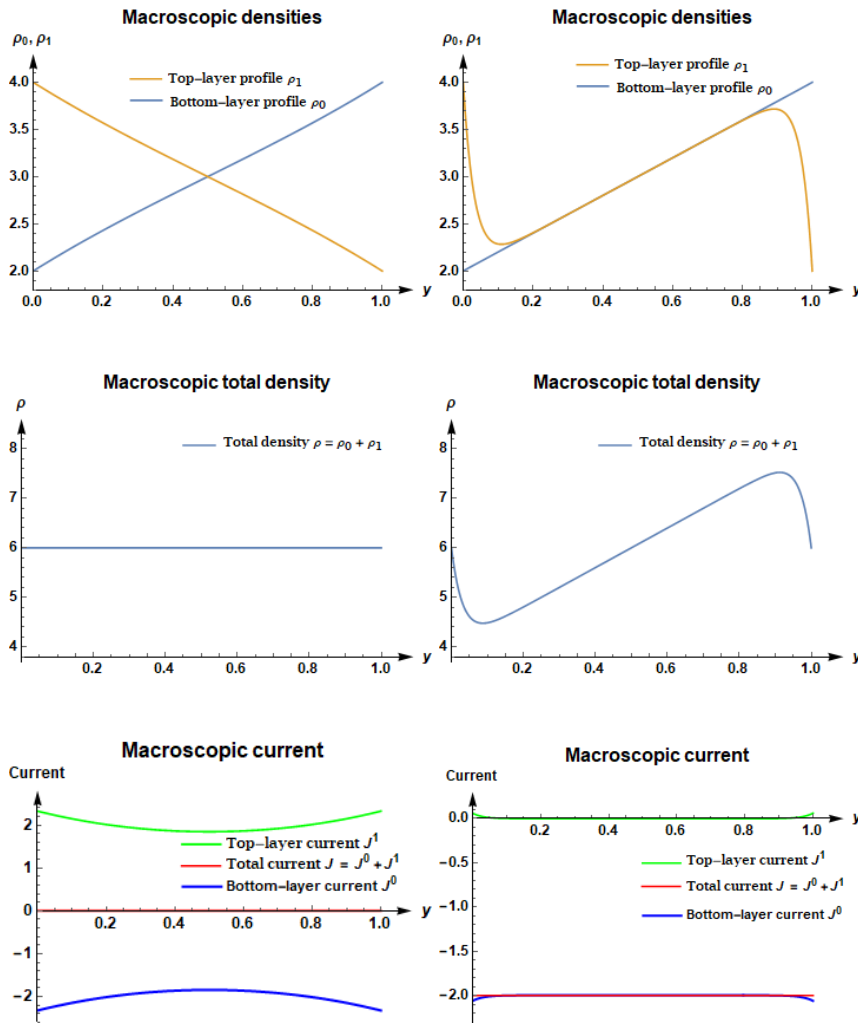 Macroscopic densities
ρ0, ρ1
Top−layer profile ρ1
Bottom−layer profile ρ0
4.0
3.5
3.0
2.5
2.0
0.0 0.2 0.4 0.6 0.8 1.0 y
Macroscopic densities
ρ0, ρ1
Top−layer profile ρ1
Bottom−layer profile ρ0
4.0
3.5
3.0
2.5
2.0
0.0 0.2 0.4 0.6 0.8 1.0 y
Macroscopic total density
ρ
Total density ρ = ρ0 + ρ1
8
7
6
5
4
0.2 0.4 0.6 0.8 1.0 y
Macroscopic total density
ρ
Total density ρ = ρ0 + ρ1
8
7
6
5
4
0.2 0.4 0.6 0.8 1.0 y
Macroscopic current
Current
2
Top−layer current J^1
1
Total current J = J^0 + J^1
Bottom−layer current J^0
0
0.2 0.4 0.6 0.8 1.0 y
−1
−2
Macroscopic current
Current
0.0
0.2 0.4 0.6 0.8 1.0 y
Top−layer current J^1
−0.5
Total current J = J^0 + J^1
−1.0
Bottom−layer current J^0
−1.5
−2.0